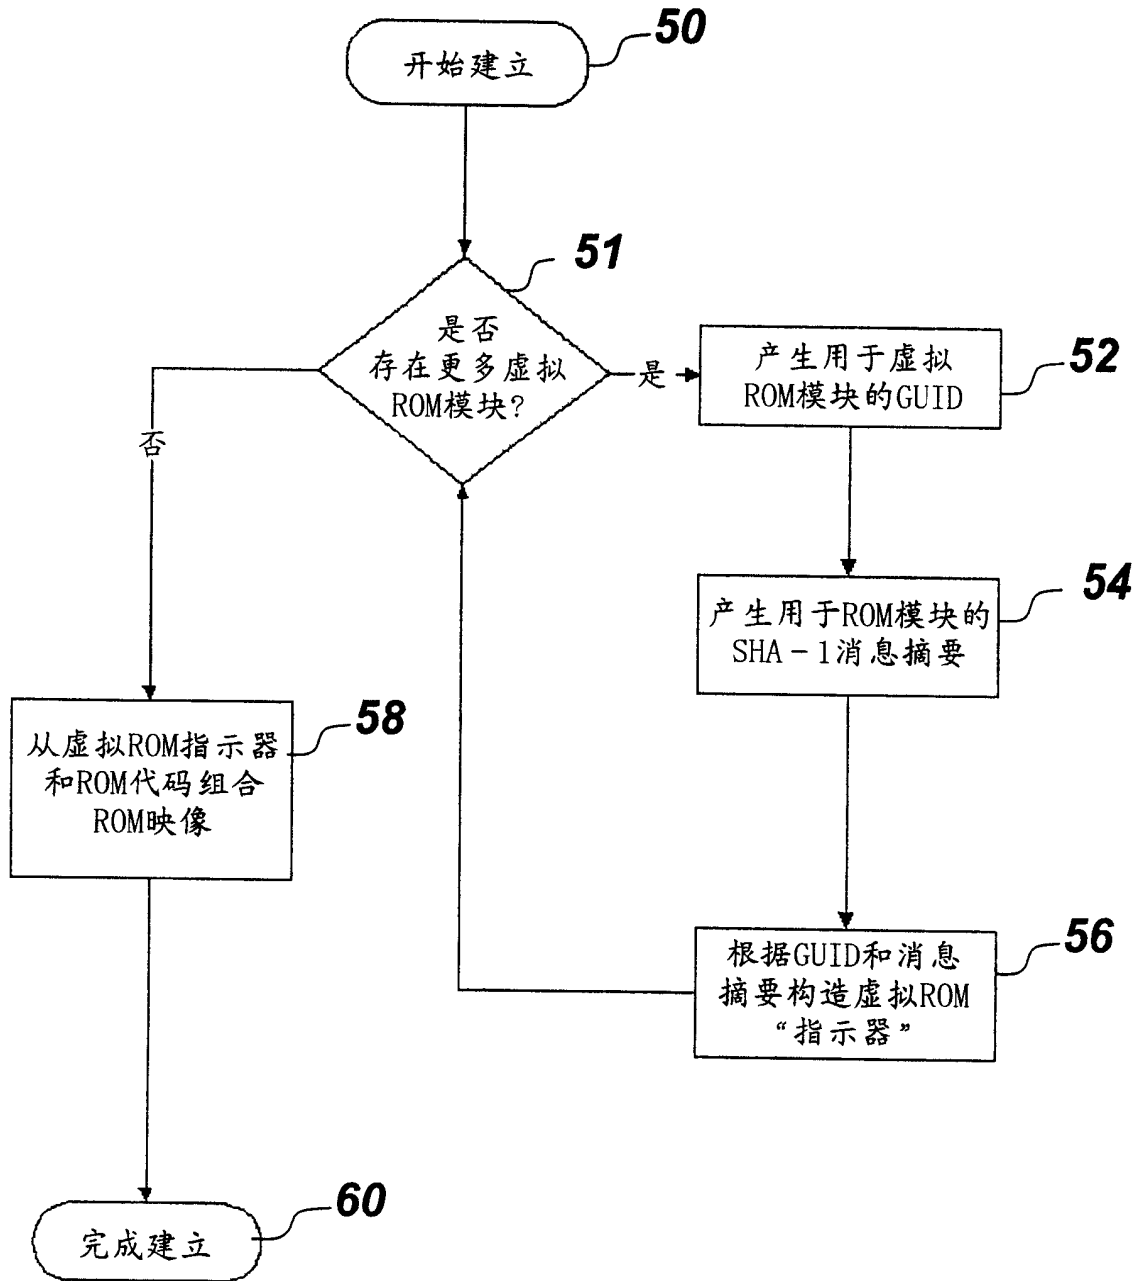 50
开始建立
51
是否
存在更多虚拟
ROM模块?
是
52
产生用于虚拟
ROM模块的GUID
否
54
产生用于ROM模块的
SHA-1消息摘要
58
从虚拟ROM指示器
和ROM代码组合
ROM映像
56
根据GUID和消息
摘要构造虚拟ROM
“指示器”
60
完成建立